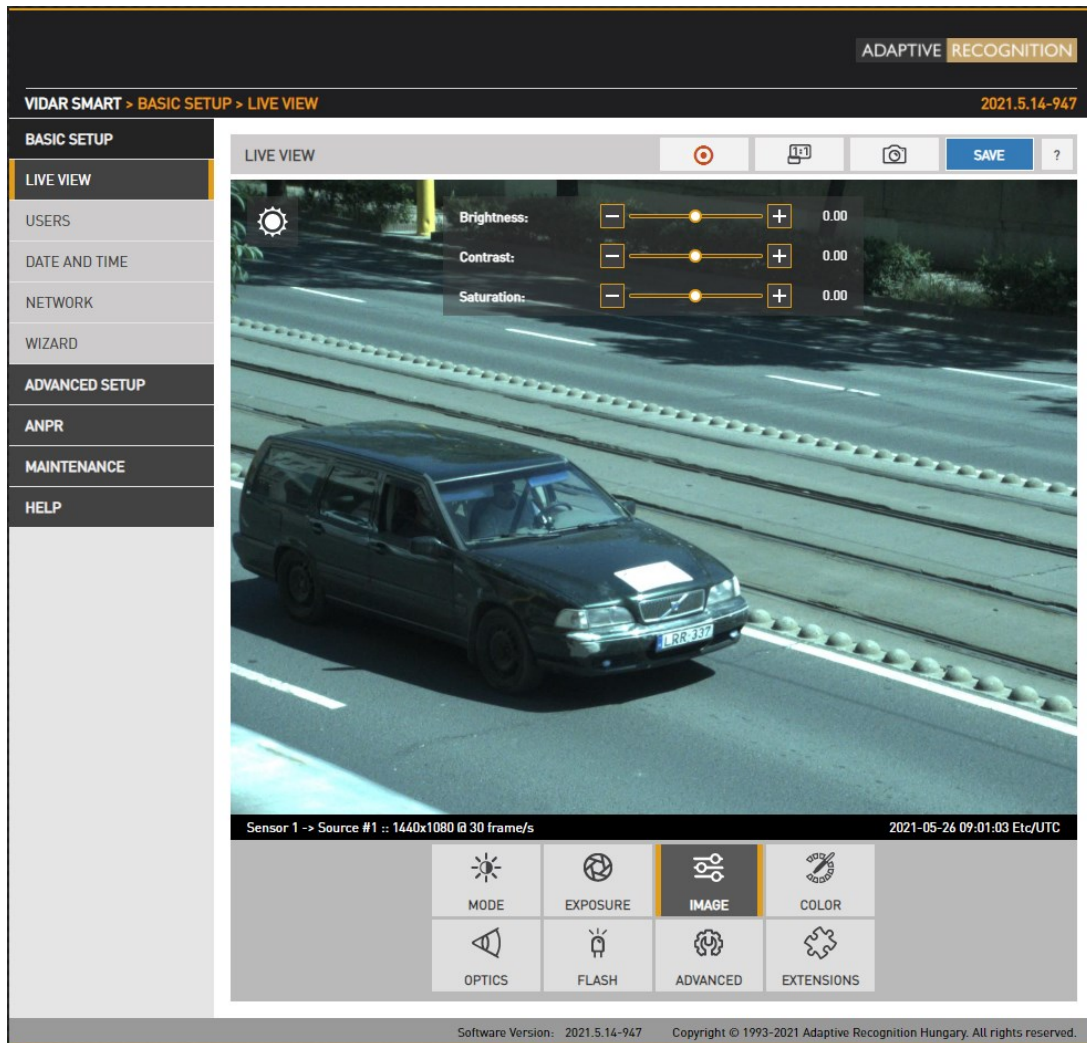 ADAPTIVE RECOGNITION
VIDAR SMART > BASIC SETUP > LIVE VIEW
2021.5.14-947
BASIC SETUP
LIVE VIEW
USERS
DATE AND TIME
NETWORK
WIZARD
ADVANCED SETUP
ANPR
MAINTENANCE
HELP
LIVE VIEW
1:1
SAVE
?
Brightness: 0.00
Contrast: 0.00
Saturation: 0.00
LRR-337
Sensor 1 -> Source #1 :: 1440x1080 @ 30 frame/s
2021-05-26 09:01:03 Etc/UTC
MODE
EXPOSURE
IMAGE
COLOR
OPTICS
FLASH
ADVANCED
EXTENSIONS
Software Version: 2021.5.14-947
Copyright © 1993-2021 Adaptive Recognition Hungary. All rights reserved.